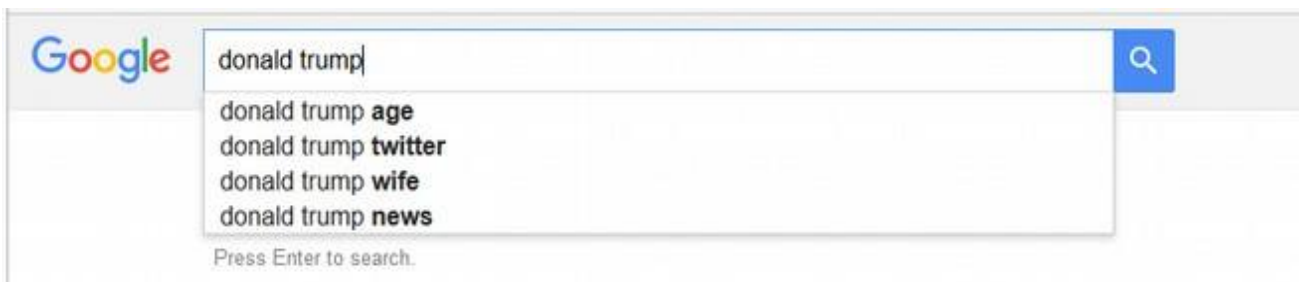 Google donald trump
donald trump age
donald trump twitter
donald trump wife
donald trump news
Press Enter to search.